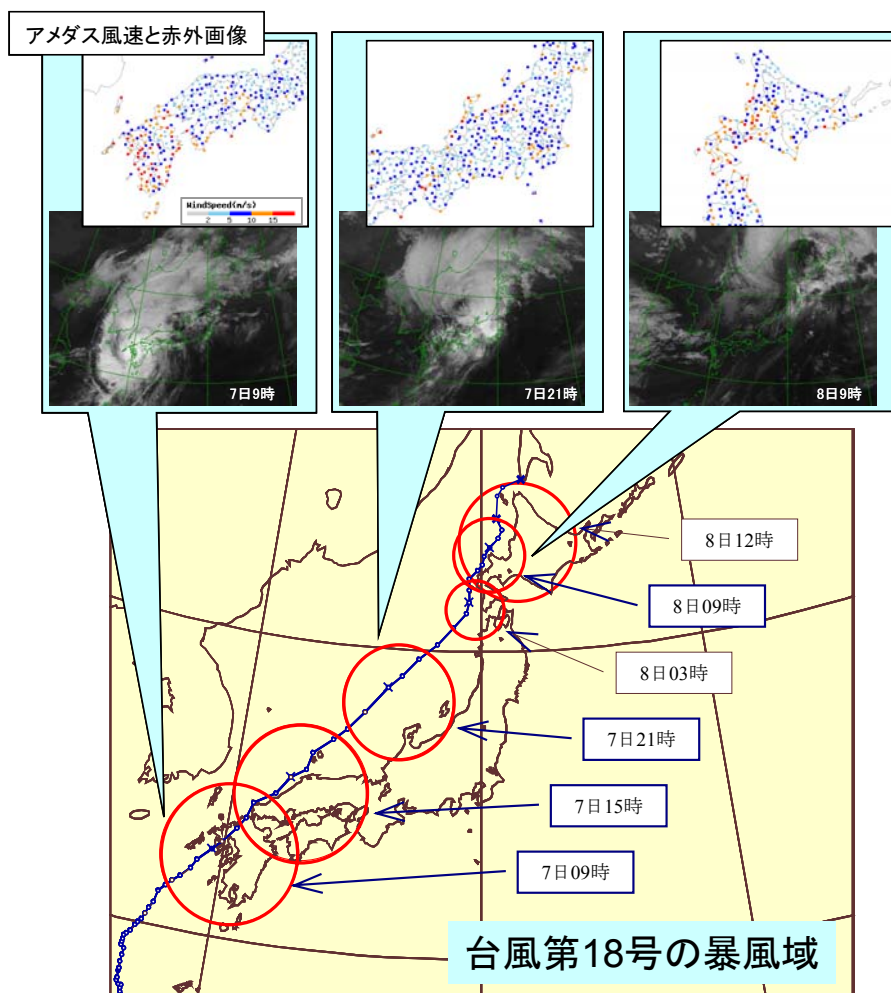 アメダス風速と赤外画像
WindSpeed(m/s)
2 5 10 15
7日9時
7日21時
8日9時
8日12時
8日09時
8日03時
7日21時
7日15時
7日09時
台風第18号の暴風域